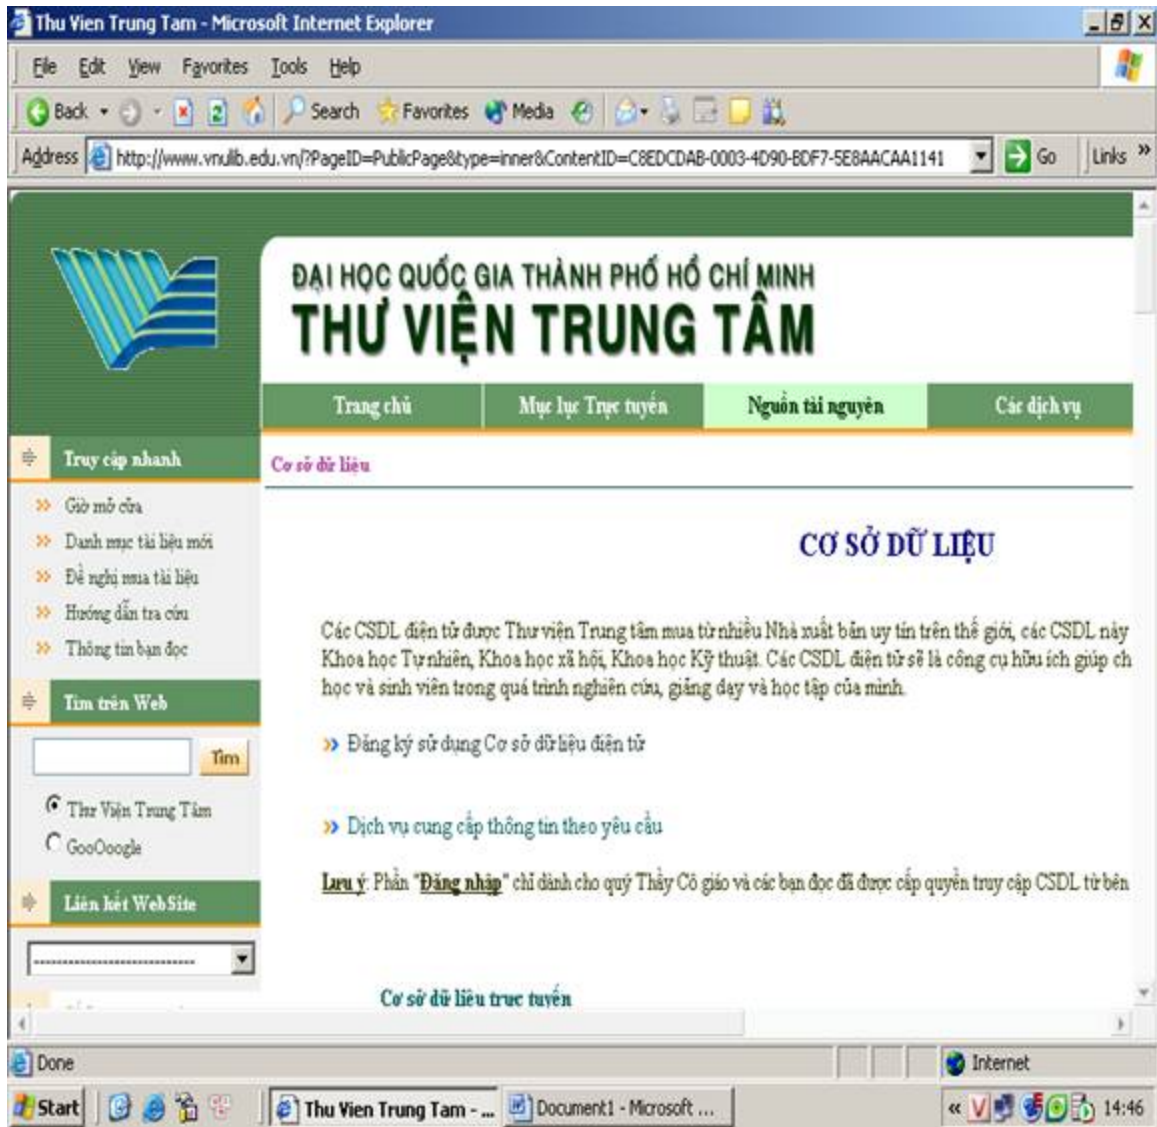 Thu Vien Trung Tam - Microsoft Internet Explorer
File Edit View Favorites Tools Help
Back Search Favorites Media
Address http://www.vnulib.edu.vn/?PageID=PublicPage&type=inner&ContentID=C8EDCDAB-0003-4D90-BDF7-5E8AACAA1141 Go Links »
ĐẠI HỌC QUỐC GIA THÀNH PHỐ HỒ CHÍ MINH
THƯ VIỆN TRUNG TÂM
Trang chủ Mục lục Trực tuyến Nguồn tài nguyên Các dịch vụ
Truy cập nhanh
Giờ mở cửa
Danh mục tài liệu mới
Đề nghị mua tài liệu
Hướng dẫn tra cứu
Thông tin bạn đọc
Tìm trên Web
Tìm
Thư Viện Trung Tâm
GooOoogle
Liên kết WebSite
----------------------------
Cơ sở dữ liệu
CƠ SỞ DỮ LIỆU
Các CSDL điện tử được Thư viện Trung tâm mua từ nhiều Nhà xuất bản uy tín trên thế giới, các CSDL này
Khoa học Tự nhiên, Khoa học xã hội, Khoa học Kỹ thuật. Các CSDL điện tử sẽ là công cụ hữu ích giúp ch
học và sinh viên trong quá trình nghiên cứu, giảng dạy và học tập của mình.
Đăng ký sử dụng Cơ sở dữ liệu điện tử
Dịch vụ cung cấp thông tin theo yêu cầu
Lưu ý: Phần "Đăng nhập" chỉ dành cho quý Thầy Cô giáo và các bạn đọc đã được cấp quyền truy cập CSDL từ bên
Cơ sở dữ liệu trực tuyến
Done Internet
Start Thu Vien Trung Tam - ... Document1 - Microsoft ... « 14:46